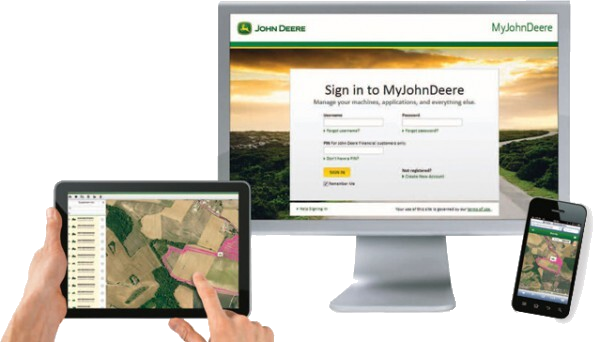 JOHN DEERE
MyJohnDeere
Sign in to MyJohnDeere
Manage your machines, applications, and everything else.
Username
Password
Forgot username?
Forgot password?
PIN for John Deere Financial customers only
Don't have a PIN?
SIGN IN
Not registered?
Create New Account
Remember Me
Help Signing In
Your use of this site is governed by our terms of use.